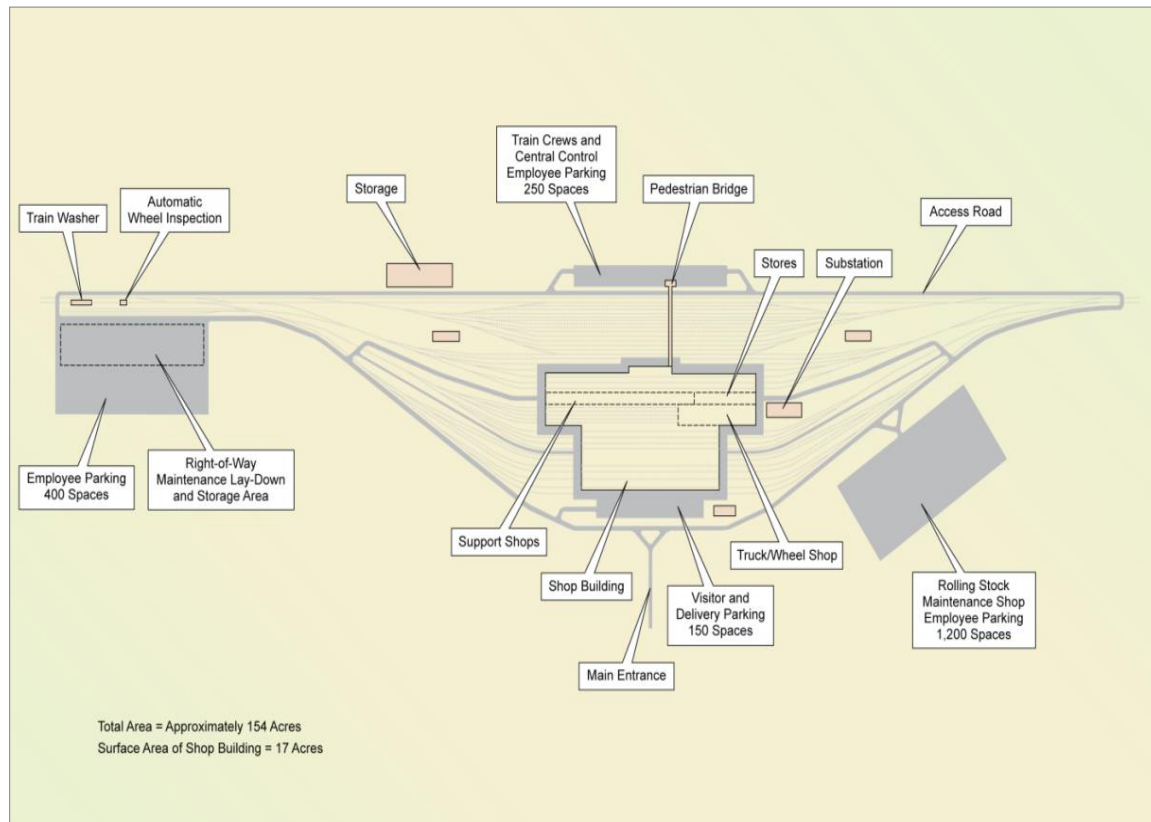 Train Crews and
Central Control
Employee Parking
250 Spaces
Storage
Pedestrian Bridge
Automatic
Wheel Inspection
Train Washer
Access Road
Stores
Substation
Employee Parking
400 Spaces
Right-of-Way
Maintenance Lay-Down
and Storage Area
Support Shops
Truck/Wheel Shop
Shop Building
Visitor and
Delivery Parking
150 Spaces
Rolling Stock
Maintenance Shop
Employee Parking
1,200 Spaces
Main Entrance
Total Area = Approximately 154 Acres
Surface Area of Shop Building = 17 Acres